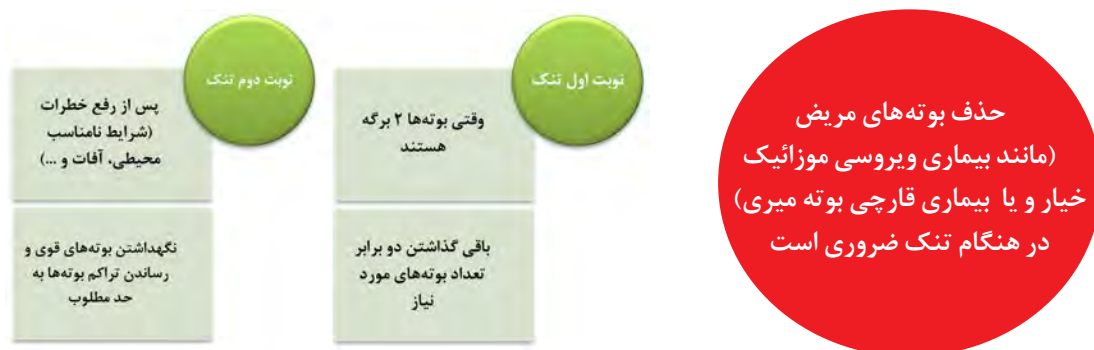 حذف بوته‌های مریض
(مانند بیماری ویروسی موزائیک
خیار و یا بیماری قارچی بوته میری)
در هنگام تنک ضروری است
نوبت اول تنک
وقتی بوته‌ها ۲ برگه
هستند
باقی گذاشتن دو برابر
تعداد بوته‌های مورد
نیاز
نوبت دوم تنک
پس از رفع خطرات
(شرایط نامناسب
محیطی، آفات و ...)
نگهداشتن بوته‌های قوی و
رساندن تراکم بوته‌ها به
حد مطلوب